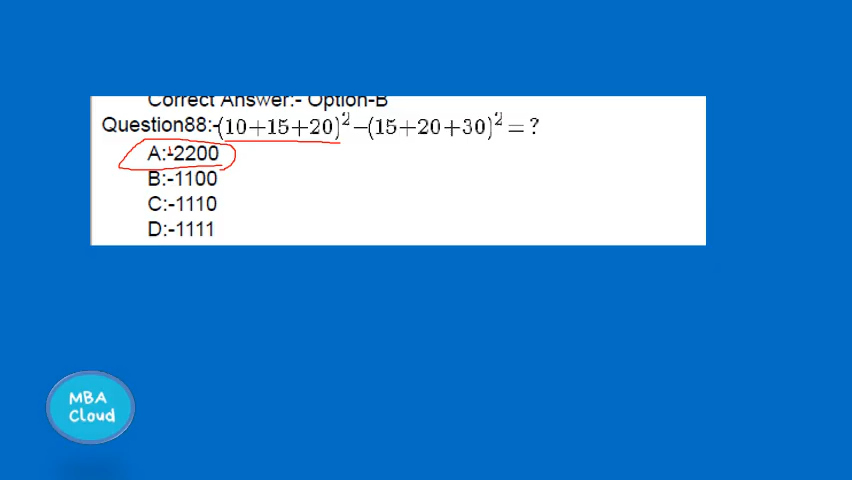 Correct Answer:- Option-B
Question88:-(10+15+20)²−(15+20+30)²=?
A:-2200
B:-1100
C:-1110
D:-1111
MBA
Cloud